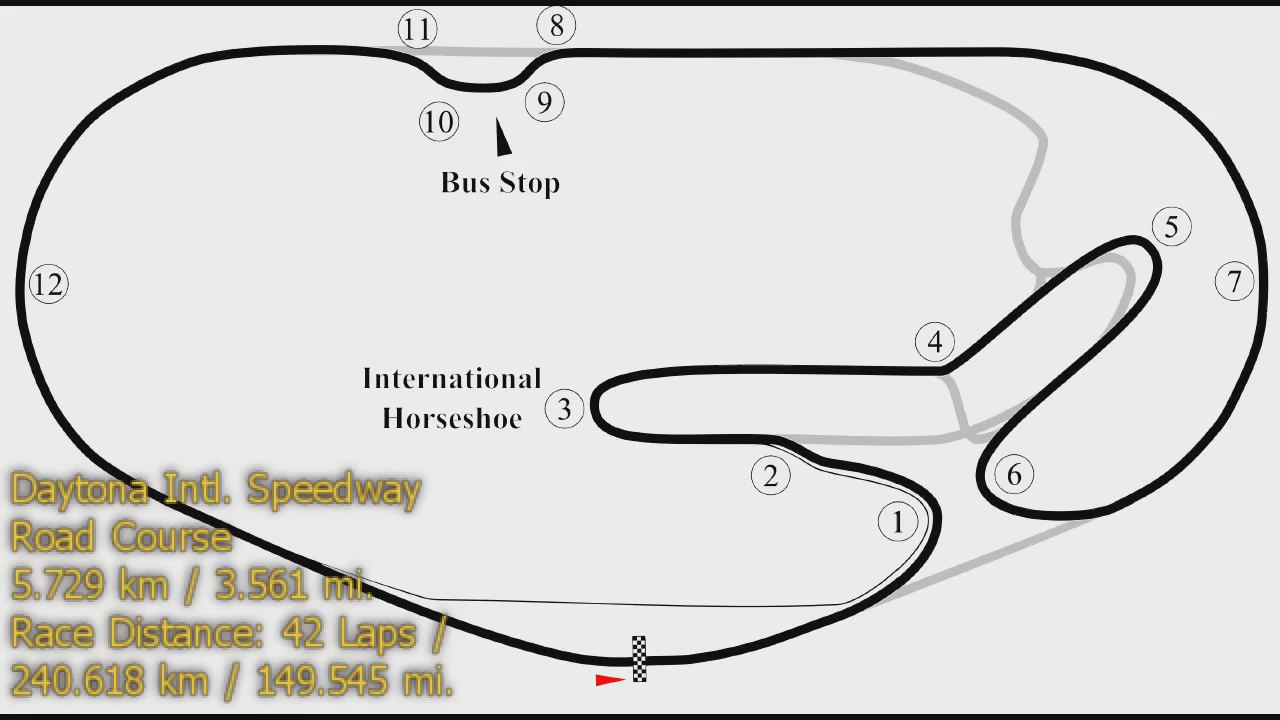 11
8
10
9
Bus Stop
5
12
7
4
International
Horseshoe
3
2
6
1
Daytona Intl. Speedway
Road Course
5.729 km / 3.561 mi.
Race Distance: 42 Laps /
240.618 km / 149.545 mi.